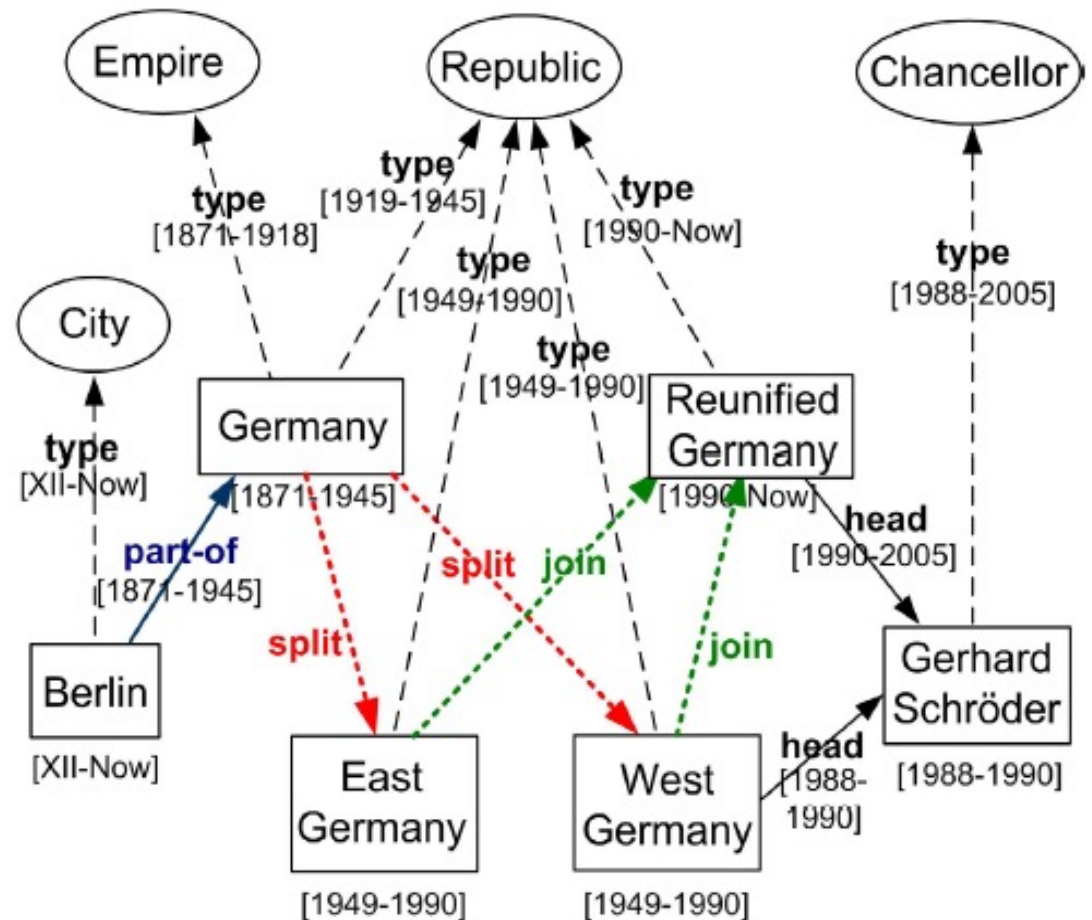 Empire
Republic
Chancellor
type
[1871-1918]
type
[1919-1945]
type
[1990-Now]
type
[1949-1990]
type
[1988-2005]
City
type
[1949-1990]
Germany
[1871-1945]
Reunified
Germany
[1990-Now]
type
[XII-Now]
part-of
[1871-1945]
split
join
head
[1990-2005]
split
join
Berlin
[XII-Now]
Gerhard
Schröder
[1988-1990]
East
Germany
[1949-1990]
West
Germany
[1949-1990]
head
[1988-
1990]